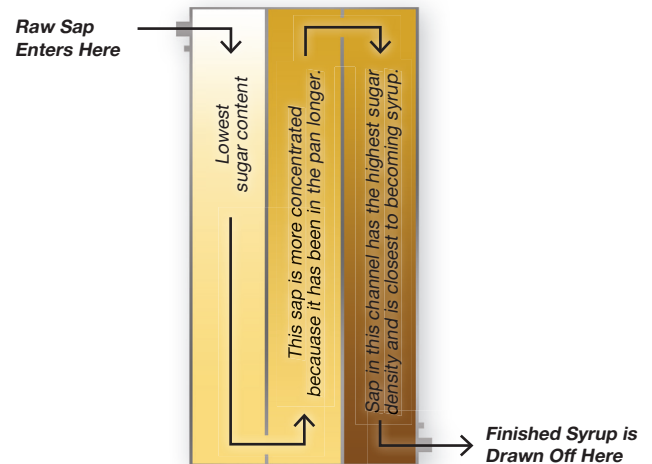 Raw Sap
Enters Here
Lowest
sugar content
This sap is more concentrated
becauase it has been in the pan longer.
Sap in this channel has the highest sugar
density and is closest to becoming syrup.
Finished Syrup is
Drawn Off Here